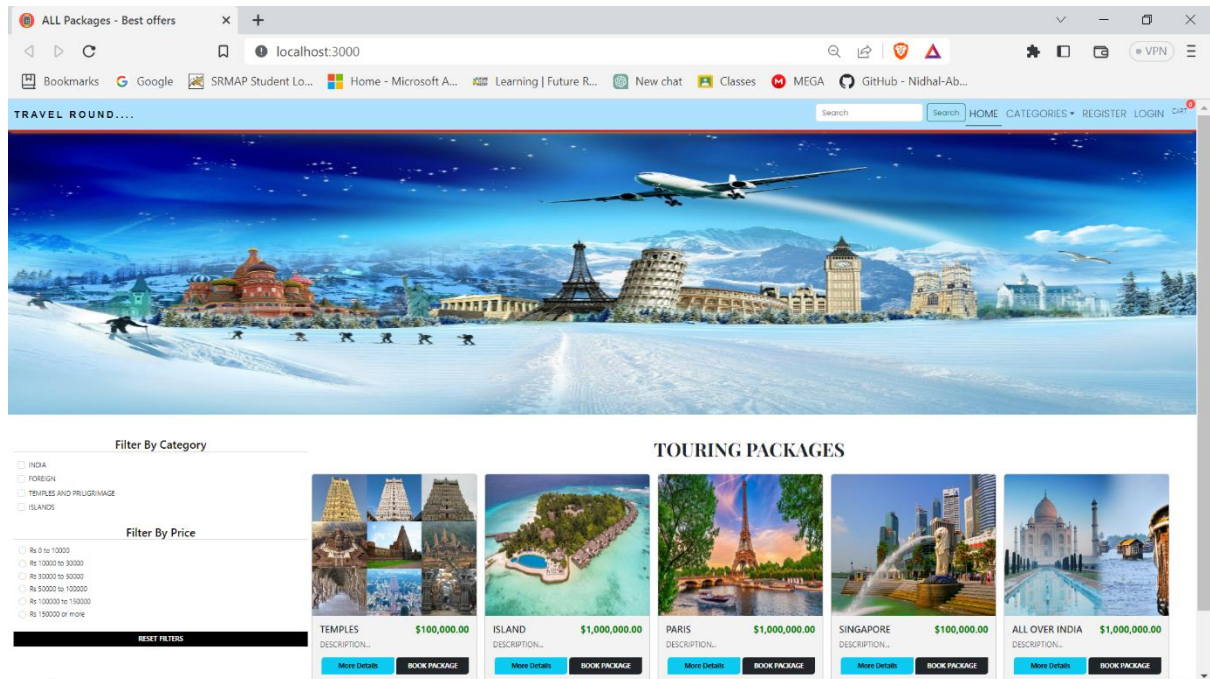 ALL Packages - Best offers
localhost:3000
VPN
Bookmarks Google SRMAP Student Lo... Home - Microsoft A... Learning | Future R... New chat Classes MEGA GitHub - Nidhal-Ab...
TRAVEL ROUND.... Search Search HOME CATEGORIES REGISTER LOGIN CART 0
Filter By Category
INDIA
FOREIGN
TEMPLES AND PRILIGRIMAGE
ISLANDS
Filter By Price
Rs 0 to 10000
Rs 10000 to 30000
Rs 30000 to 50000
Rs 50000 to 100000
Rs 100000 to 150000
Rs 150000 or more
RESET FILTERS
TOURING PACKAGES
TEMPLES $100,000.00
DESCRIPTION...
More Details BOOK PACKAGE
ISLAND $1,000,000.00
DESCRIPTION...
More Details BOOK PACKAGE
PARIS $1,000,000.00
DESCRIPTION...
More Details BOOK PACKAGE
SINGAPORE $100,000.00
DESCRIPTION...
More Details BOOK PACKAGE
ALL OVER INDIA $1,000,000.00
DESCRIPTION...
More Details BOOK PACKAGE